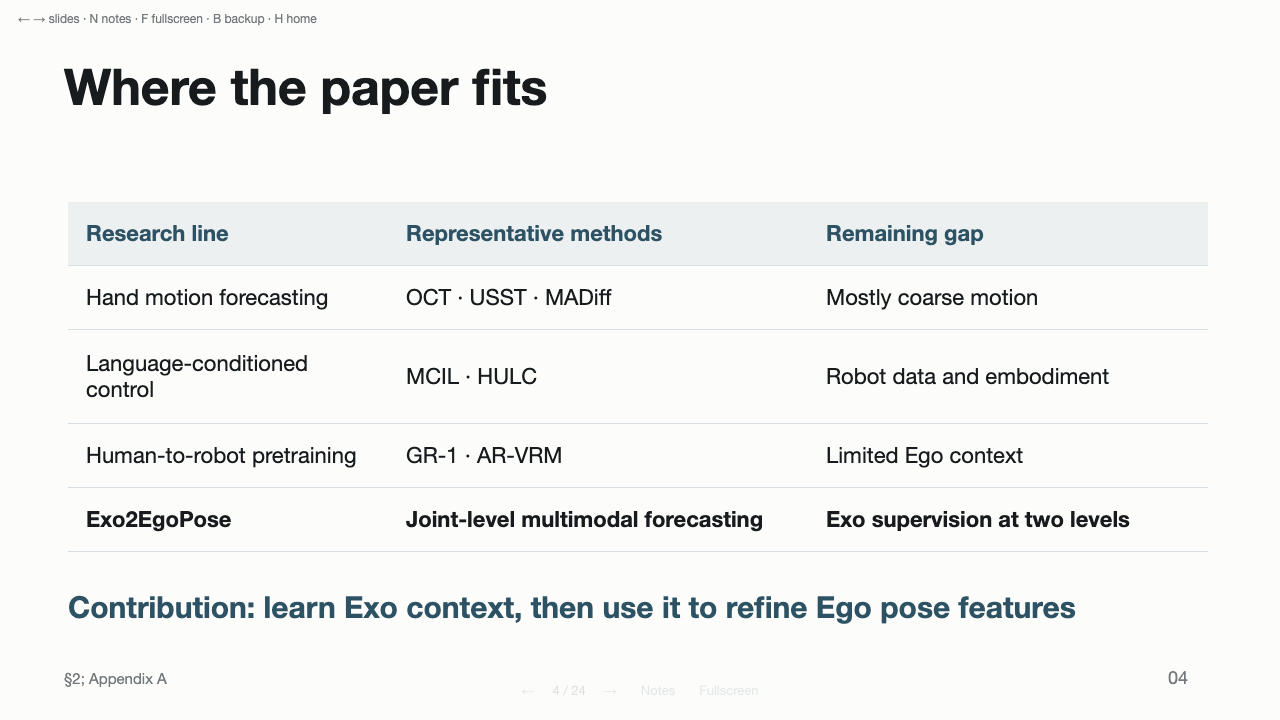 ←→ slides · N notes · F fullscreen · B backup · H home
Where the paper fits
Research line Representative methods Remaining gap
Hand motion forecasting OCT · USST · MADiff Mostly coarse motion
Language-conditioned
control MCIL · HULC Robot data and embodiment
Human-to-robot pretraining GR-1 · AR-VRM Limited Ego context
Exo2EgoPose Joint-level multimodal forecasting Exo supervision at two levels
Contribution: learn Exo context, then use it to refine Ego pose features
§2; Appendix A
04
← 4 / 24 → Notes Fullscreen